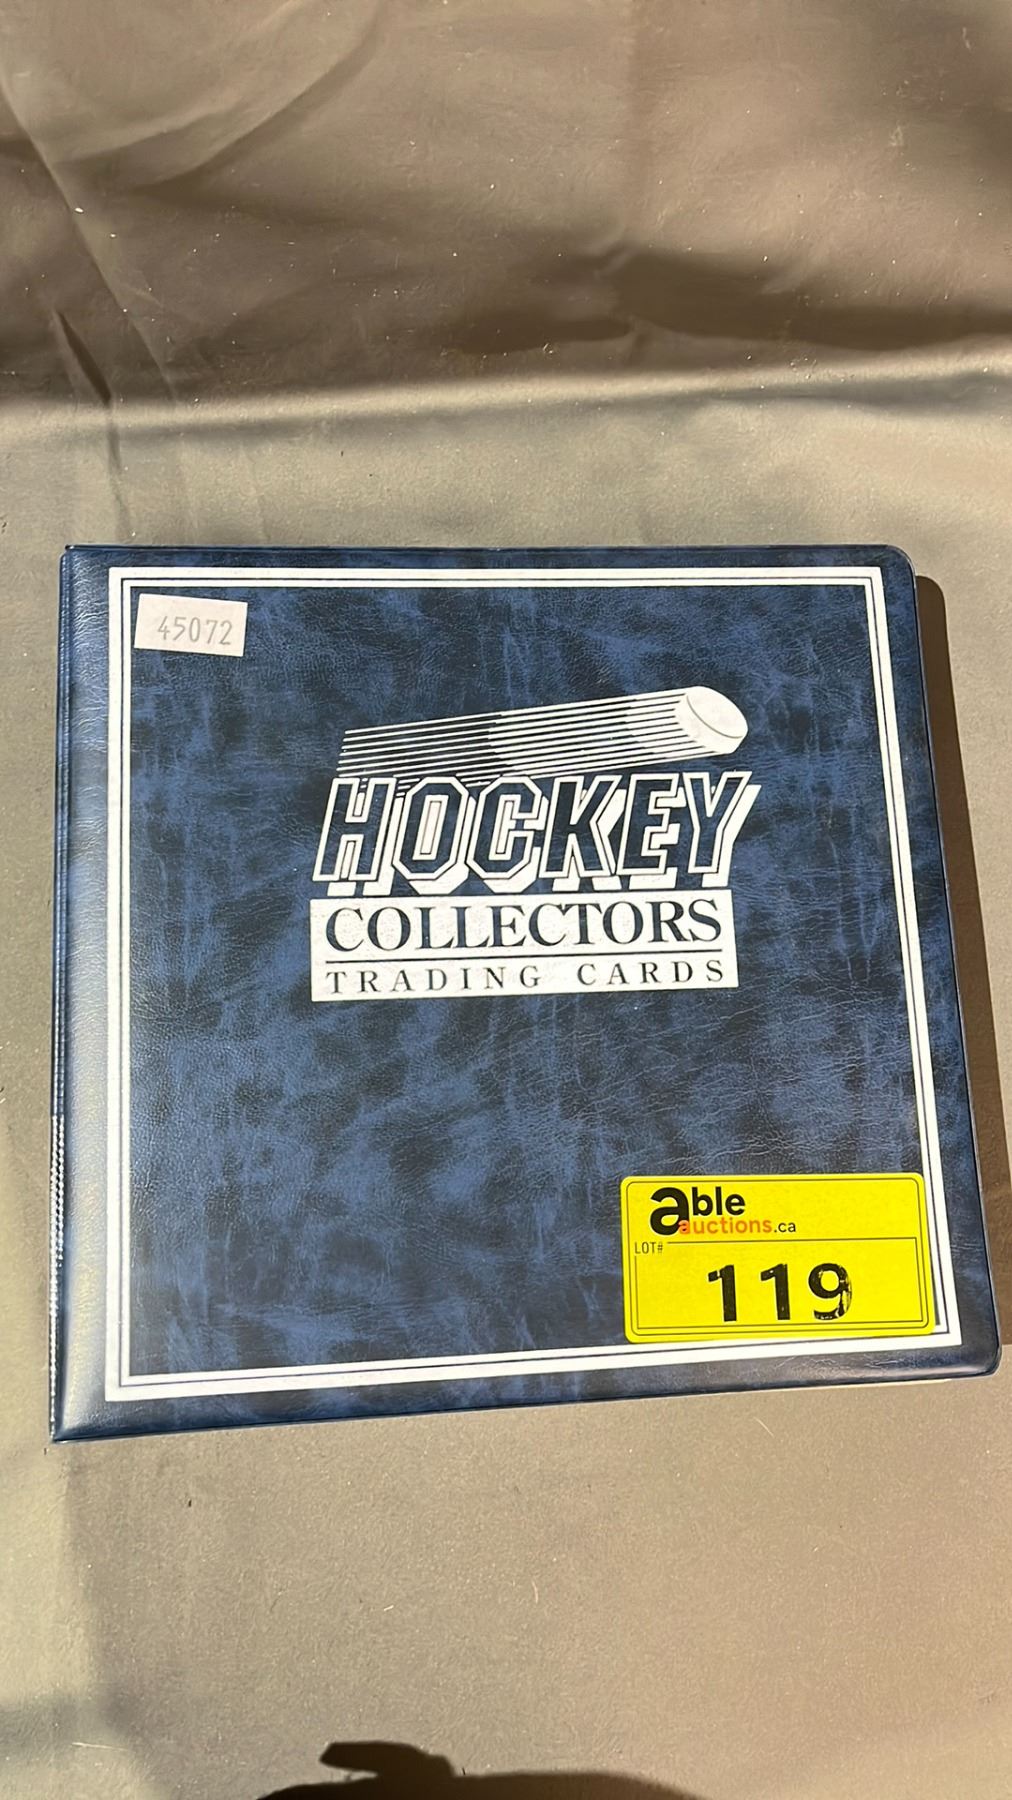 45072
HOCKEY
COLLECTORS
TRADING CARDS
able
auctions.ca
LOT#
119